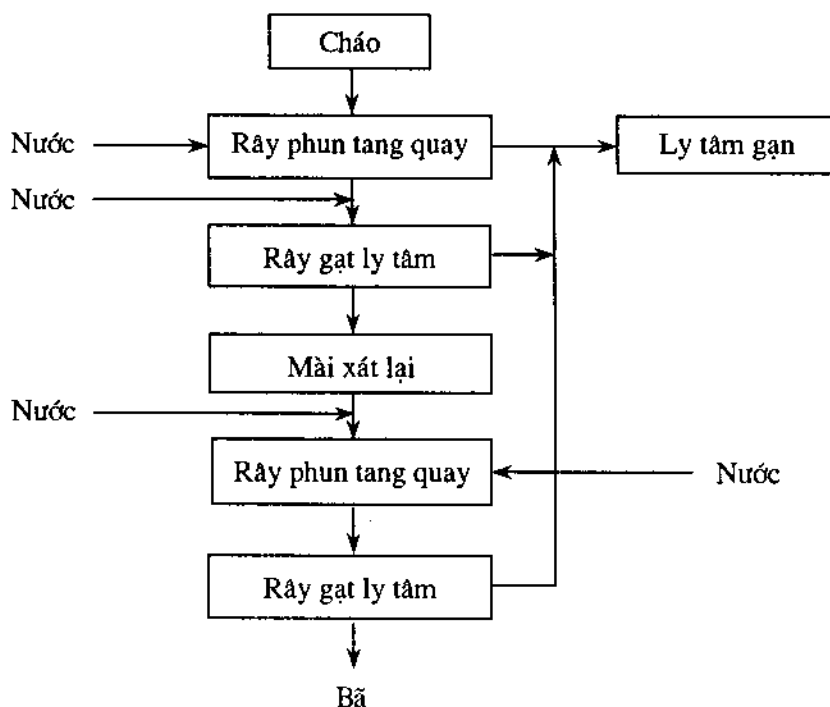 Cháo
Nước
Rây phun tang quay
Ly tâm gạn
Nước
Rây gạt ly tâm
Mài xát lại
Nước
Rây phun tang quay
Nước
Rây gạt ly tâm
Bã